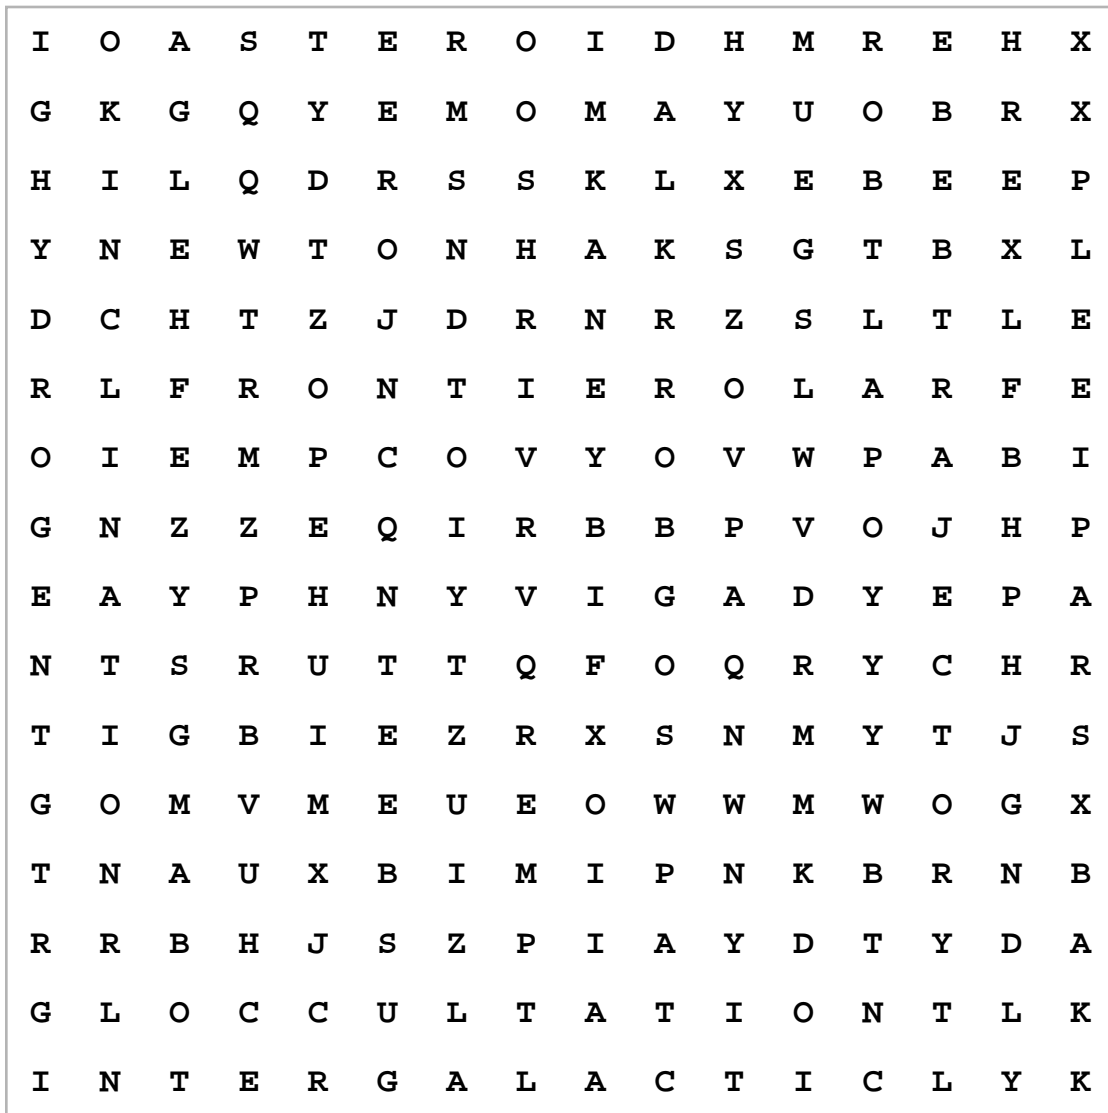 I O A S T E R O I D H M R E H X
G K G Q Y E M O M A Y U O B R X
H I L Q D R S S K L X E B E E P
Y N E W T O N H A K S G T B X L
D C H T Z J D R N R Z S L T L E
R L F R O N T I E R O L A R F E
O I E M P C O V Y O V W P A B I
G N Z Z E Q I R B B P V O J H P
E A Y P H N Y V I G A D Y E P A
N T S R U T T Q F O Q R Y C H R
T I G B I E Z R X S N M Y T J S
G O M V M E U E O W W M W O G X
T N A U X B I M I P N K B R N B
R R B H J S Z P I A Y D T Y D A
G L O C C U L T A T I O N T L K
I N T E R G A L A C T I C L Y K